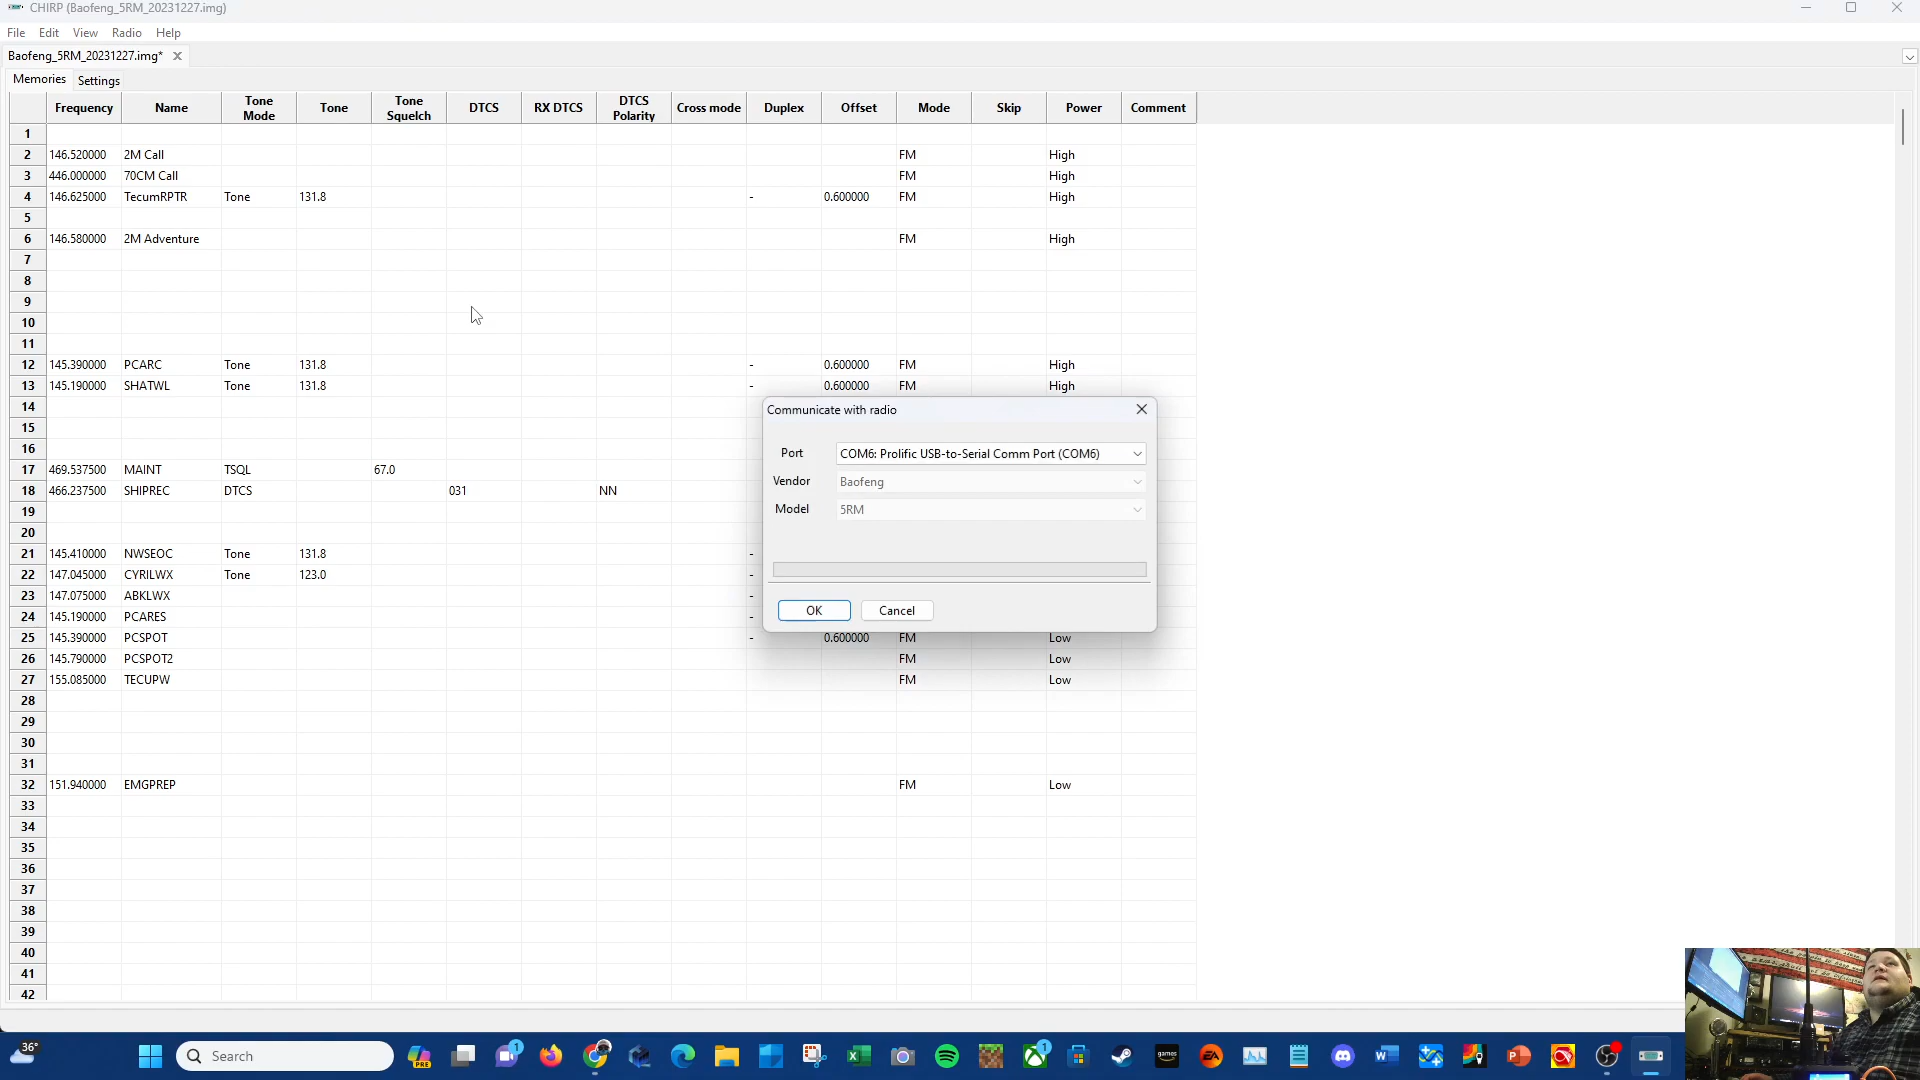 CHIRP (Baofeng_5RM_20231227.img)
File Edit View Radio Help
Baofeng_5RM_20231227.img*
Memories Settings
Frequency Name Tone Mode Tone Tone Squelch DTCS RX DTCS DTCS Polarity Cross mode Duplex Offset Mode Skip Power Comment
1
2 146.520000 2M Call FM High
3 446.000000 70CM Call FM High
4 146.625000 TecumRPTR Tone 131.8 - 0.600000 FM High
5
6 146.580000 2M Adventure FM High
7
8
9
10
11
12 145.390000 PCARC Tone 131.8 - 0.600000 FM High
13 145.190000 SHATWL Tone 131.8 - 0.600000 FM High
14
15
16
17 469.537500 MAINT TSQL 67.0
18 466.237500 SHIPREC DTCS 031 NN
19
20
21 145.410000 NWSEOC Tone 131.8 -
22 147.045000 CYRILWX Tone 123.0 -
23 147.075000 ABKLWX -
24 145.190000 PCARES -
25 145.390000 PCSPOT - 0.600000 FM Low
26 145.790000 PCSPOT2 FM Low
27 155.085000 TECUPW FM Low
28
29
30
31
32 151.940000 EMGPREP FM Low
33
34
35
36
37
38
39
40
41
42
Communicate with radio
Port COM6: Prolific USB-to-Serial Comm Port (COM6)
Vendor Baofeng
Model 5RM
OK Cancel
36°
Search
PRE
1
1
games
EA